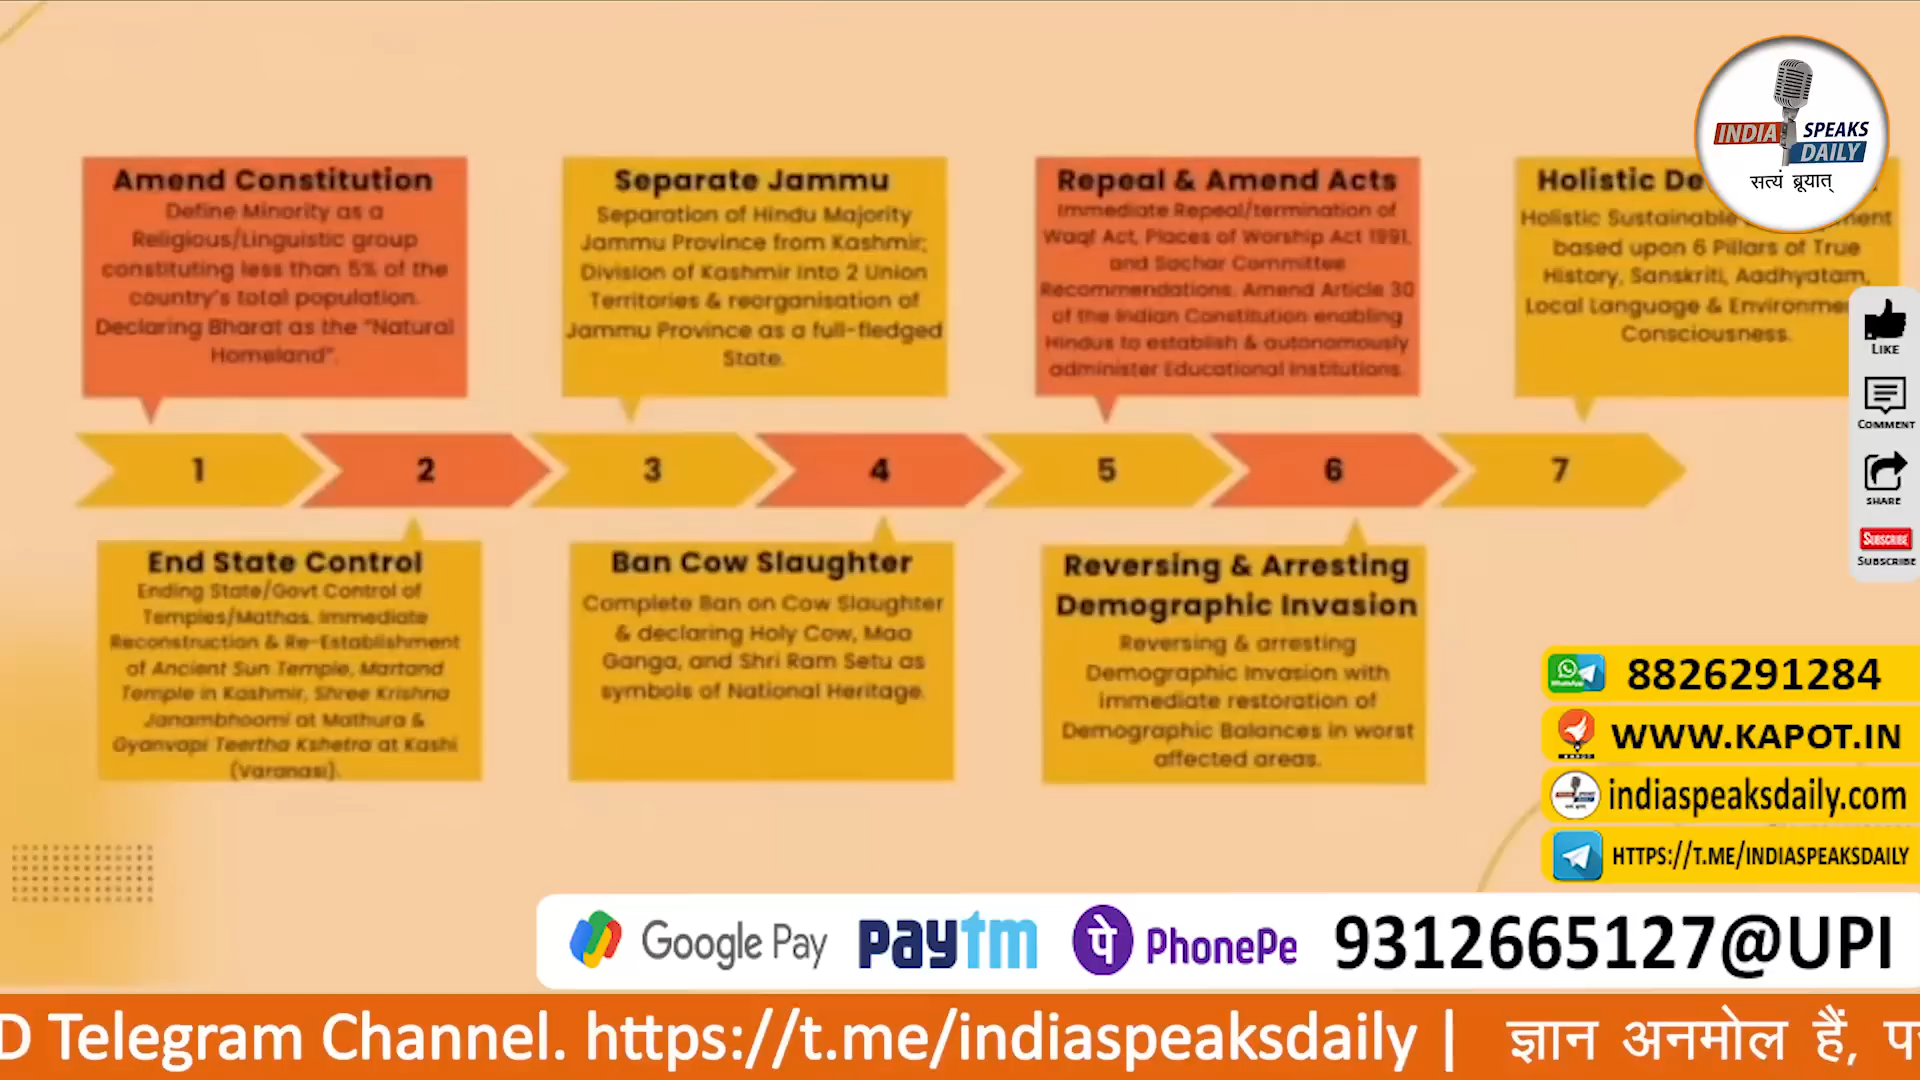 Amend Constitution
Define Minority as a
Religious/Linguistic group
constituting less than 5% of the
country's total population.
Declaring Bharat as the "Natural
Homeland".
Separate Jammu
Separation of Hindu Majority
Jammu Province from Kashmir;
Division of Kashmir into 2 Union
Territories & reorganisation of
Jammu Province as a full-fledged
State.
Repeal & Amend Acts
Immediate Repeal/termination of
Waqf Act, Places of Worship Act 1991,
and Sachar Committee
Recommendations. Amend Article 30
of the Indian Constitution enabling
Hindus to establish & autonomously
administer Educational Institutions.
Holistic
Holistic Sustainable
based upon 6 Pillars of True
History, Sanskriti, Aadhyatam,
Local Language &
Consciousness.
INDIA SPEAKS
DAILY
सत्यं ब्रूयात्
1 2 3 4 5 6 7
End State Control
Ending State/Govt Control of
Temples/Mathas. Immediate
Reconstruction & Re-Establishment
of Ancient Sun Temple, Martand
Temple in Kashmir, Shree Krishna
Janambhoomi at Mathura &
Gyanvapi Teertha Kshetra at Kashi
(Varanasi).
Ban Cow Slaughter
Complete Ban on Cow Slaughter
& declaring Holy Cow, Maa
Ganga, and Shri Ram Setu as
symbols of National Heritage.
Reversing & Arresting
Demographic Invasion
Reversing & arresting
Demographic Invasion with
immediate restoration of
Demographic Balances in worst
affected areas.
LIKE
COMMENT
SHARE
SUBSCRIBE
SUBSCRIBE
8826291284
WWW.KAPOT.IN
indiaspeaksdaily.com
HTTPS://T.ME/INDIASPEAKSDAILY
Google Pay paytm पे PhonePe 9312665127@UPI
D Telegram Channel. https://t.me/indiaspeaksdaily | ज्ञान अनमोल हैं,